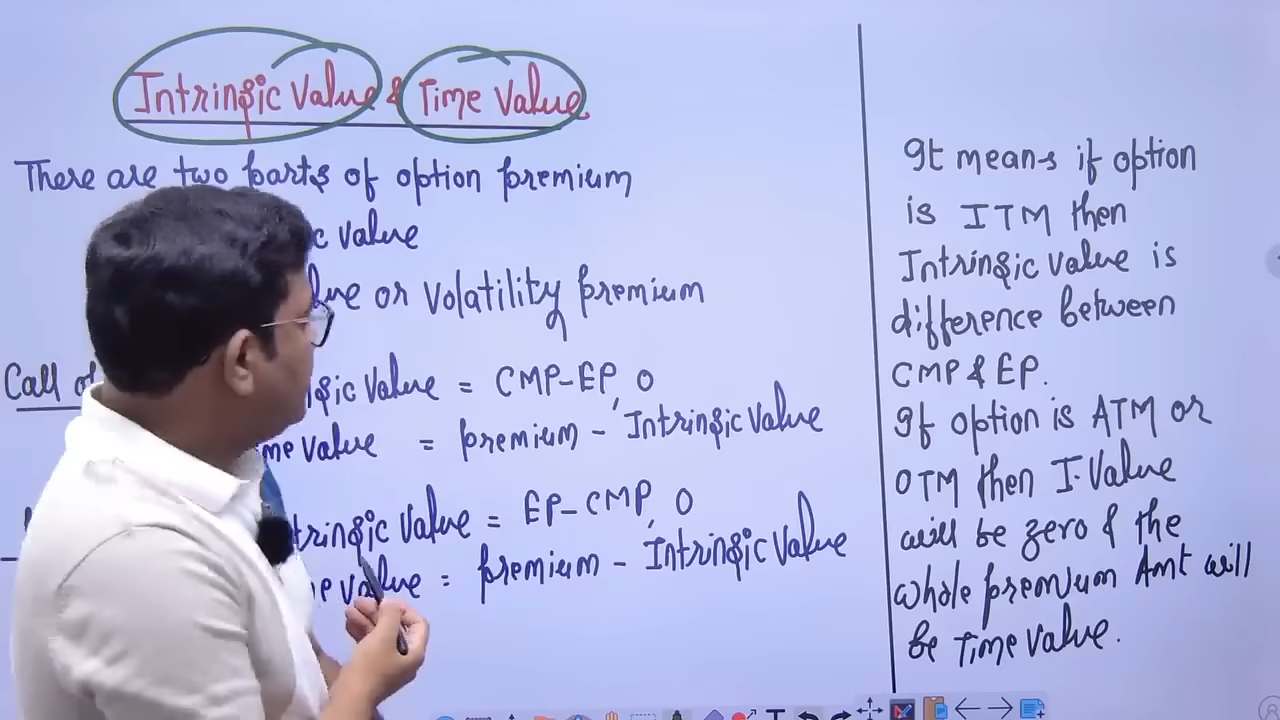 Intrinsic Value & Time Value
There are two parts of option premium
c value
lue or Volatility premium
Call of
sic Value = CMP-EP, 0
me value = premium - Intrinsic Value
ntrinsic Value = EP-CMP, 0
e value = premium - Intrinsic Value
It means if option
is ITM then
Intrinsic value is
difference between
CMP & EP.
If option is ATM or
OTM then I. Value
will be zero & the
whole premium Amt will
be Time Value.